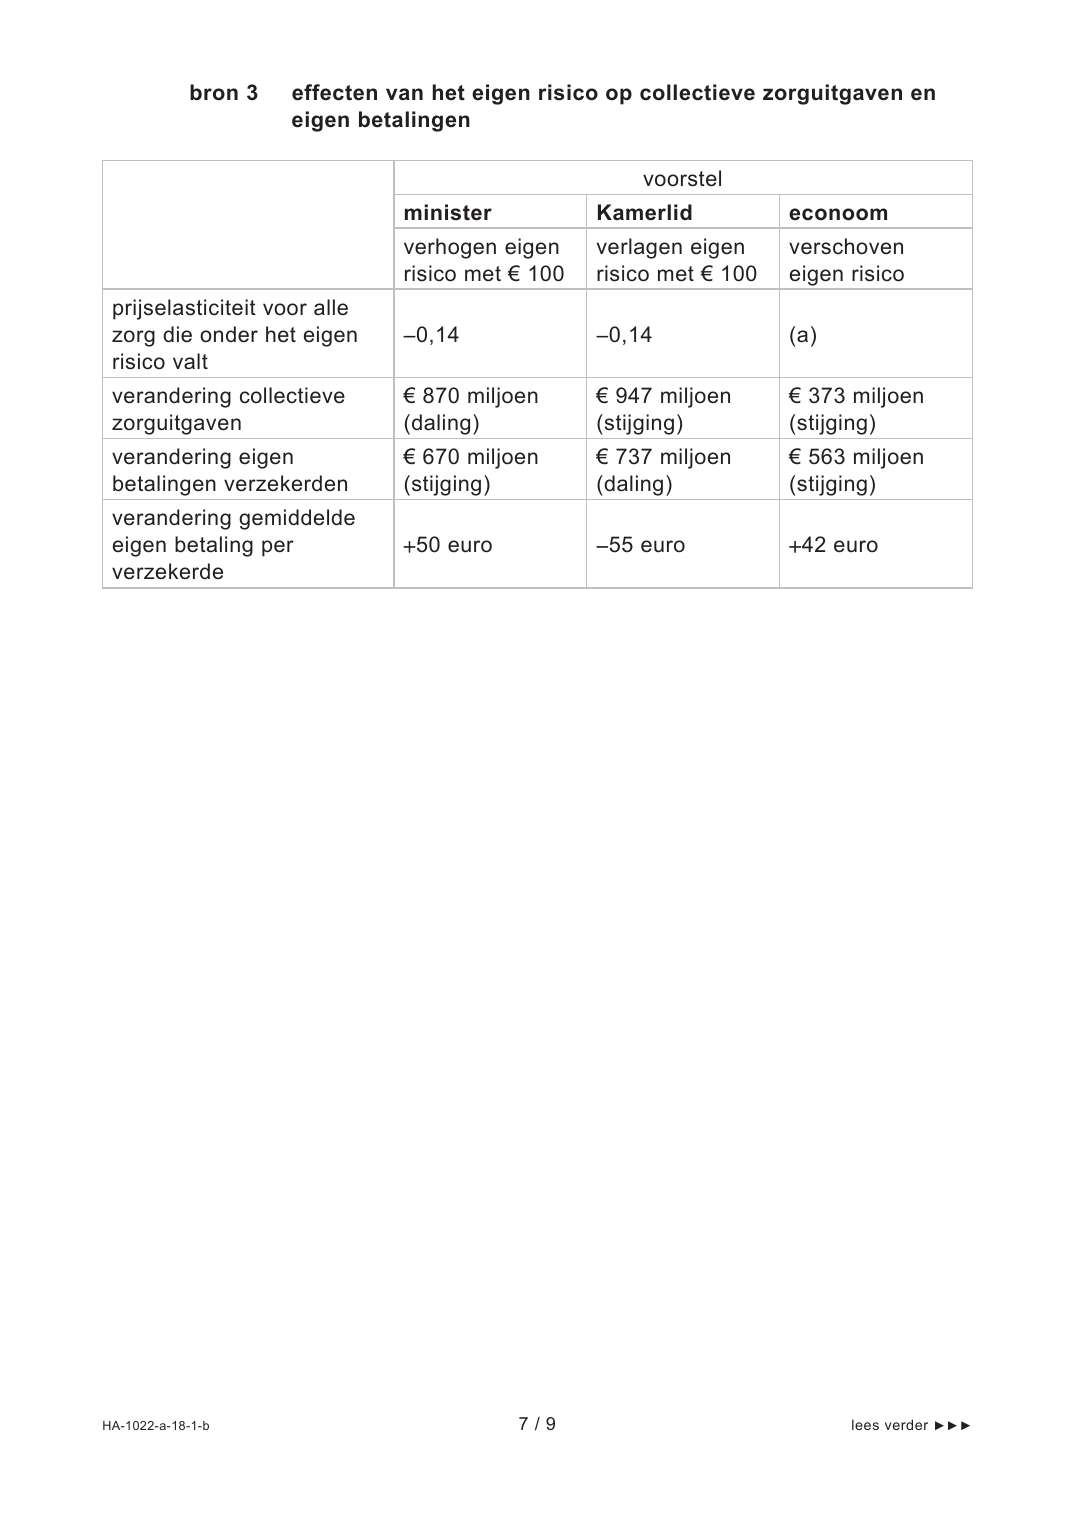 bron 3 effecten van het eigen risico op collectieve zorguitgaven en
eigen betalingen
voorstel
minister Kamerlid econoom
verhogen eigen verlagen eigen verschoven
risico met € 100 risico met € 100 eigen risico
prijselasticiteit voor alle
zorg die onder het eigen –0,14 –0,14 (a)
risico valt
verandering collectieve € 870 miljoen € 947 miljoen € 373 miljoen
zorguitgaven (daling) (stijging) (stijging)
verandering eigen € 670 miljoen € 737 miljoen € 563 miljoen
betalingen verzekerden (stijging) (daling) (stijging)
verandering gemiddelde
eigen betaling per +50 euro –55 euro +42 euro
verzekerde
HA-1022-a-18-1-b 7 / 9 lees verder ►►►